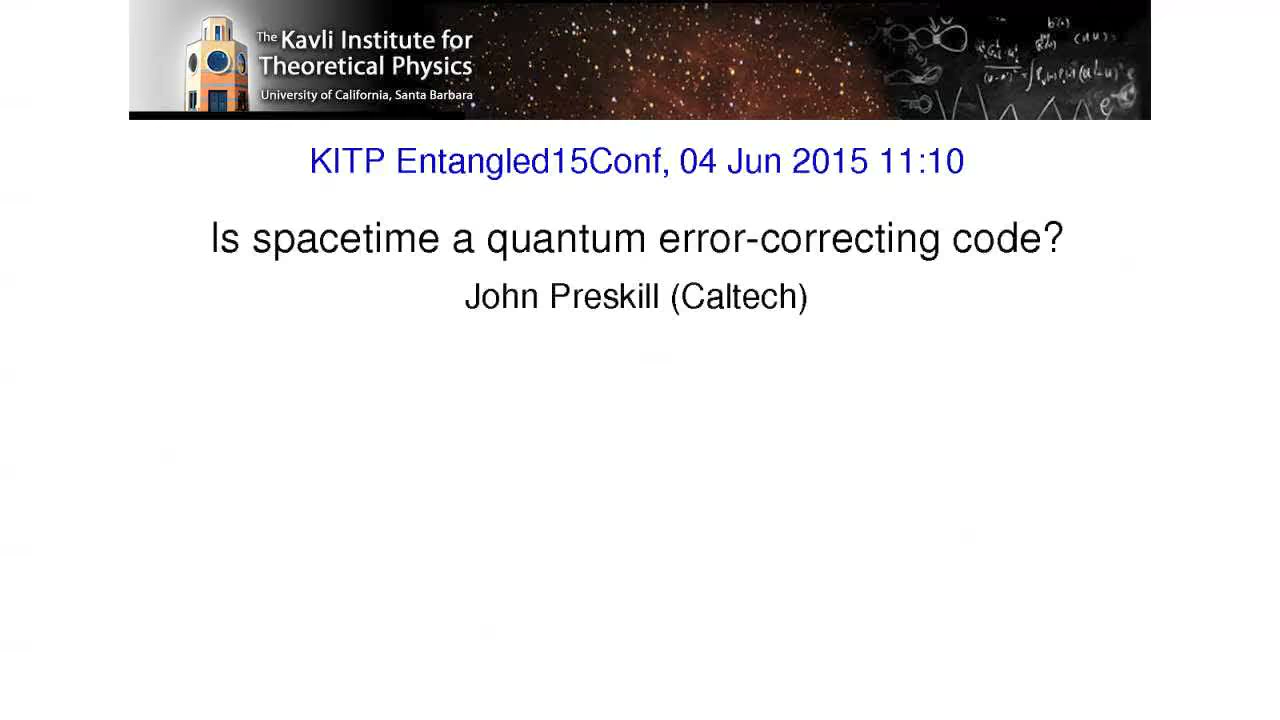 The Kavli Institute for
Theoretical Physics
University of California, Santa Barbara
KITP Entangled15Conf, 04 Jun 2015 11:10
Is spacetime a quantum error-correcting code?
John Preskill (Caltech)